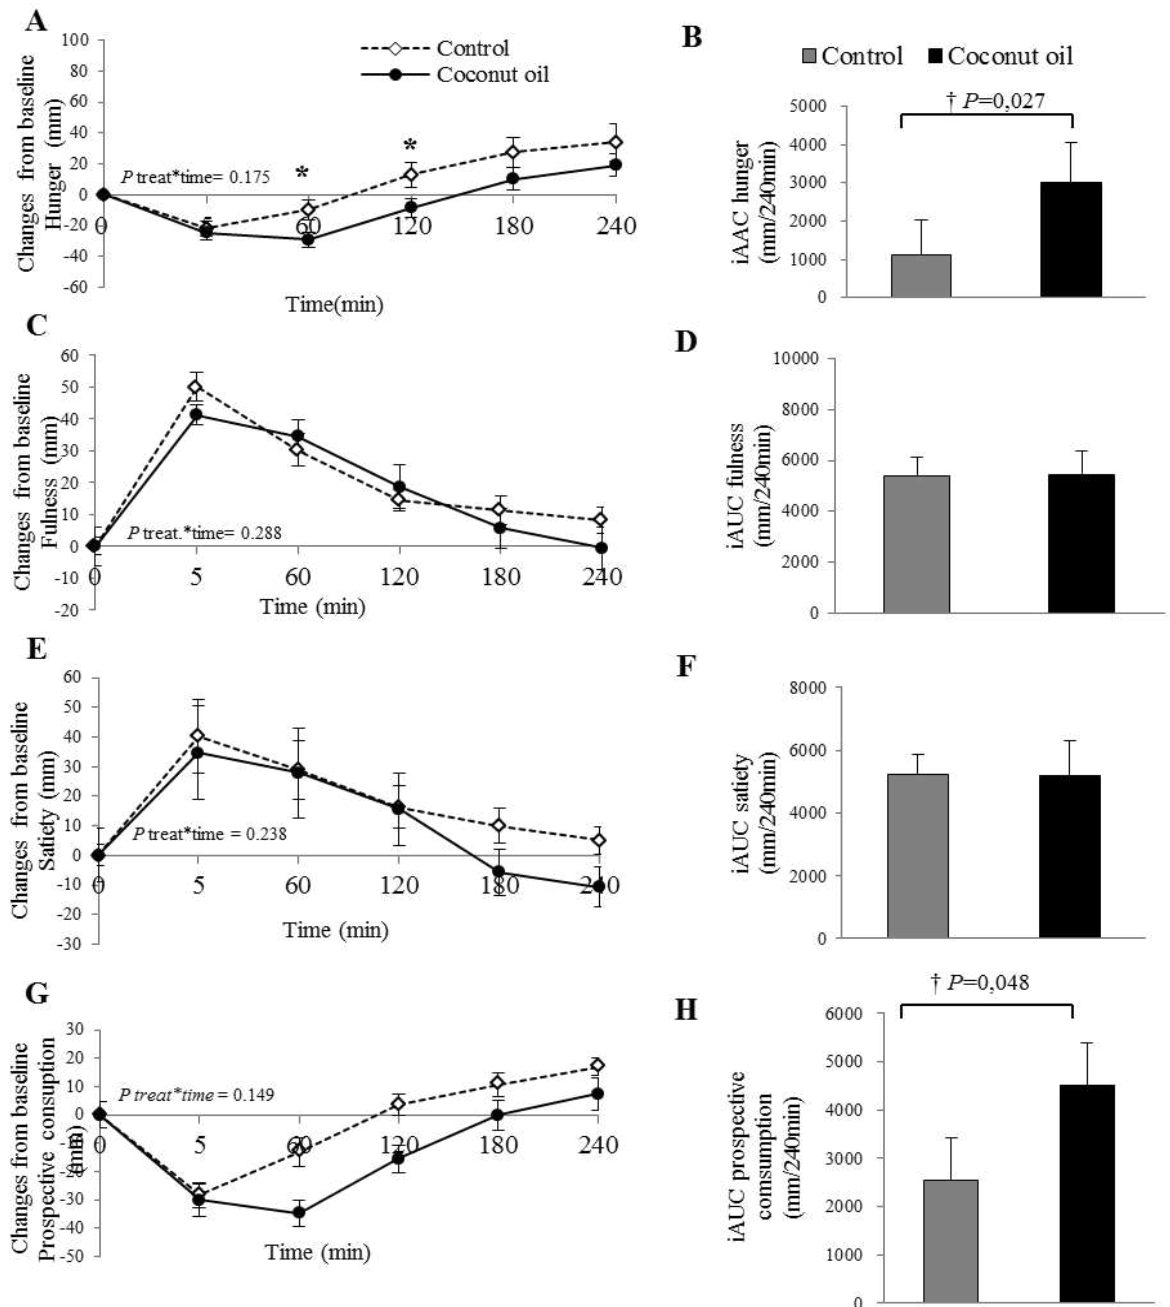 A
100
80
60
40
20
0
-20
-40
-60
Changes from baseline
Hunger (mm)
Control
Coconut oil
P treat*time= 0.175
*
*
0
60
120
180
240
Time(min)
B
Control
Coconut oil
† P=0,027
5000
4000
3000
2000
1000
0
iAAC hunger
(mm/240min)
C
60
50
40
30
20
10
0
-10
-20
Changes from baseline
Fulness (mm)
P treat.*time= 0.288
0
5
60
120
180
240
Time (min)
D
10000
8000
6000
4000
2000
0
iAUC fulness
(mm/240min)
E
60
50
40
30
20
10
0
-10
-20
-30
Changes from baseline
Satiety (mm)
P treat*time = 0.238
0
5
60
120
180
240
Time (min)
F
8000
6000
4000
2000
0
iAUC satiety
(mm/240min)
G
30
20
10
0
-10
-20
-30
-40
-50
Changes from baseline
Prospective consuption
P treat*time = 0.149
0
5
60
120
180
240
Time (min)
H
† P=0,048
6000
5000
4000
3000
2000
1000
0
iAUC prospective
comsumption
(mm/240min)